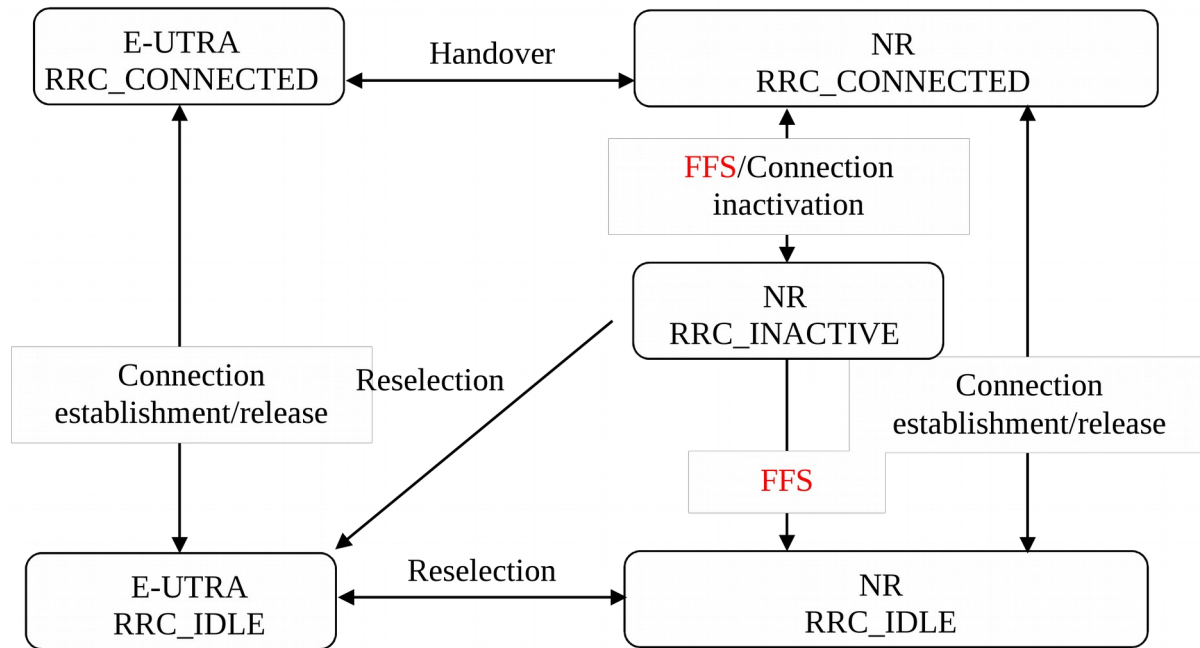 E-UTRA
RRC_CONNECTED
Handover
NR
RRC_CONNECTED
FFS/Connection
inactivation
NR
RRC_INACTIVE
Connection
establishment/release
Reselection
Connection
establishment/release
FFS
E-UTRA
RRC_IDLE
Reselection
NR
RRC_IDLE